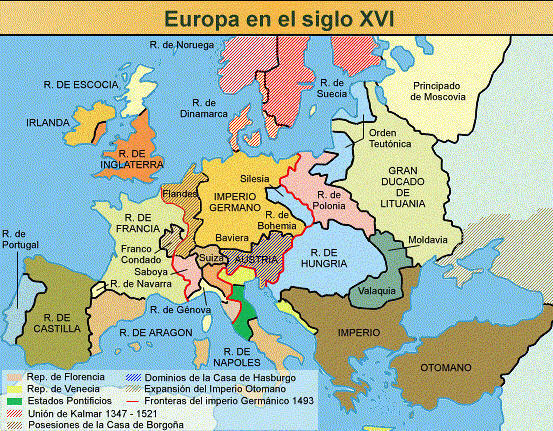 Europa en el siglo XVI
R. de Noruega
R. DE ESCOCIA
R. de
Suecia
Principado
de Moscovia
R. de
Dinamarca
IRLANDA
Orden
Teutónica
R. DE
INGLATERRA
GRAN
DUCADO
DE
LITUANIA
Silesia
Flandes
IMPERIO
GERMANO
R. de
Polonia
R. de
Bohemia
R. DE
FRANCIA
R. de
Portugal
Baviera
Moldavia
Franco
Condado
Suiza
AUSTRIA
R. DE
HUNGRIA
Saboya
R. de Navarra
Valaquia
R. de Génova
R. DE
CASTILLA
R. DE ARAGON
IMPERIO
OTOMANO
R. DE
NAPOLES
Rep. de Florencia
Rep. de Venecia
Estados Pontificios
Unión de Kalmar 1347 - 1521
Posesiones de la Casa de Borgoña
Dominios de la Casa de Hasburgo
Expansión del Imperio Otomano
Fronteras del imperio Germánico 1493